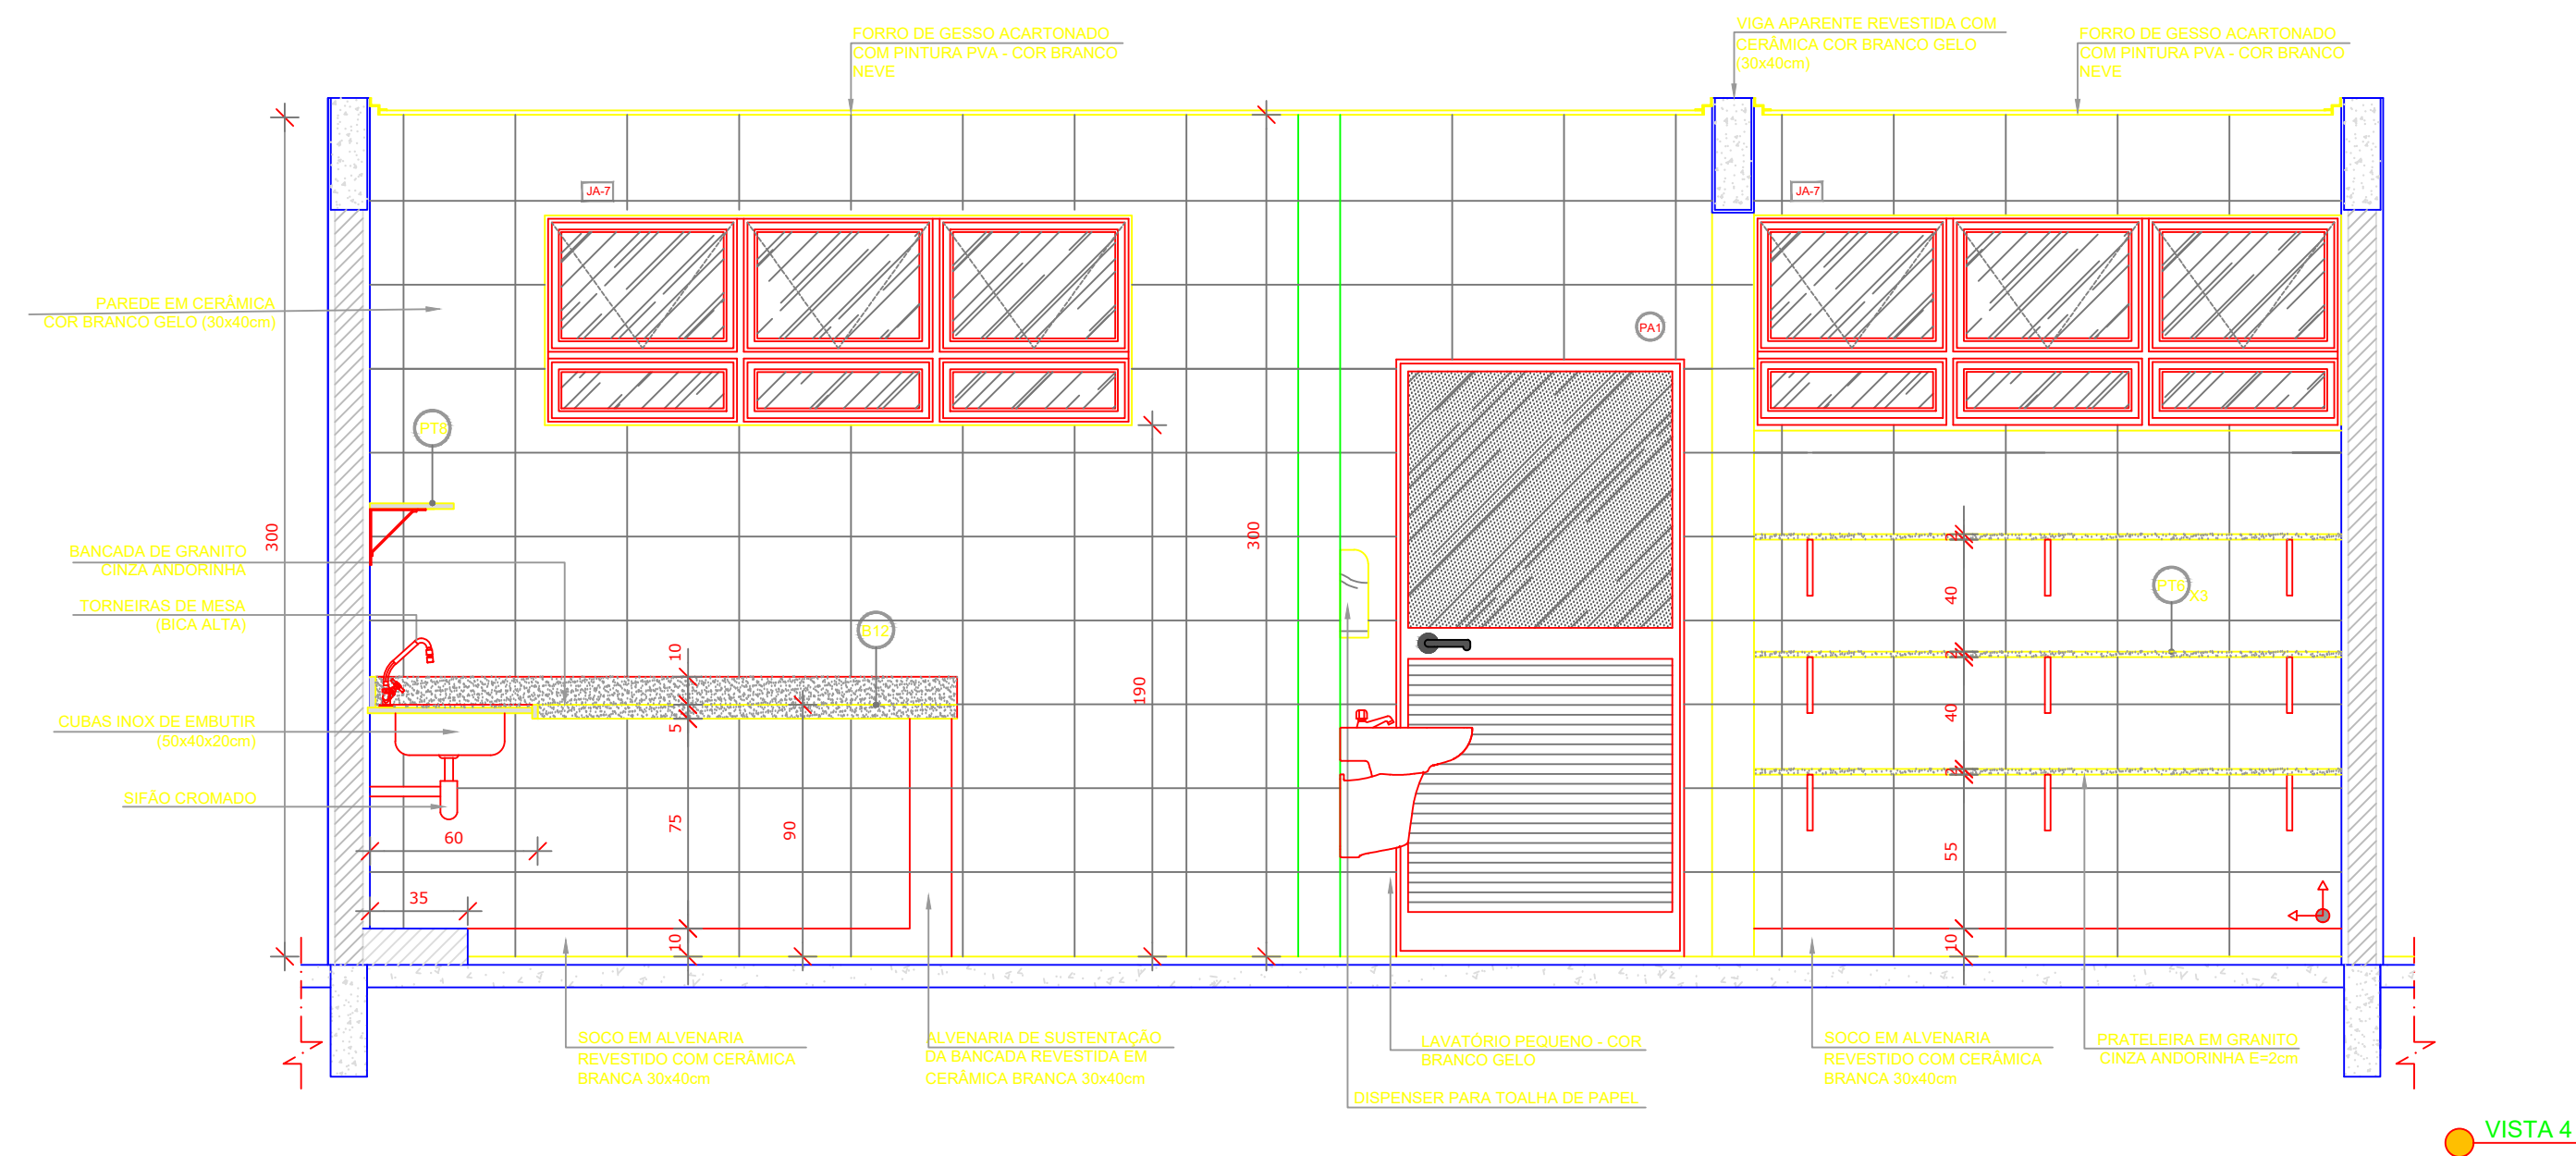 FORRO DE GESSO ACARTONADO
COM PINTURA PVA - COR BRANCO
NEVE
VIGA APARENTE REVESTIDA COM
CERÂMICA COR BRANCO GELO
(30x40cm)
FORRO DE GESSO ACARTONADO
COM PINTURA PVA - COR BRANCO
NEVE
JA-7
JA-7
PAREDE EM CERÂMICA
COR BRANCO GELO (30x40cm)
PA1
PT8
300
300
BANCADA DE GRANITO
CINZA ANDORINHA
TORNEIRAS DE MESA
(BICA ALTA)
B12
PT6
X3
40
10
190
5
40
CUBAS INOX DE EMBUTIR
(50x40x20cm)
SIFÃO CROMADO
60
75
90
55
35
10
10
SOCO EM ALVENARIA
REVESTIDO COM CERÂMICA
BRANCA 30x40cm
ALVENARIA DE SUSTENTAÇÃO
DA BANCADA REVESTIDA EM
CERÂMICA BRANCA 30x40cm
LAVATÓRIO PEQUENO - COR
BRANCO GELO
DISPENSER PARA TOALHA DE PAPEL
SOCO EM ALVENARIA
REVESTIDO COM CERÂMICA
BRANCA 30x40cm
PRATELEIRA EM GRANITO
CINZA ANDORINHA E=2cm
VISTA 4